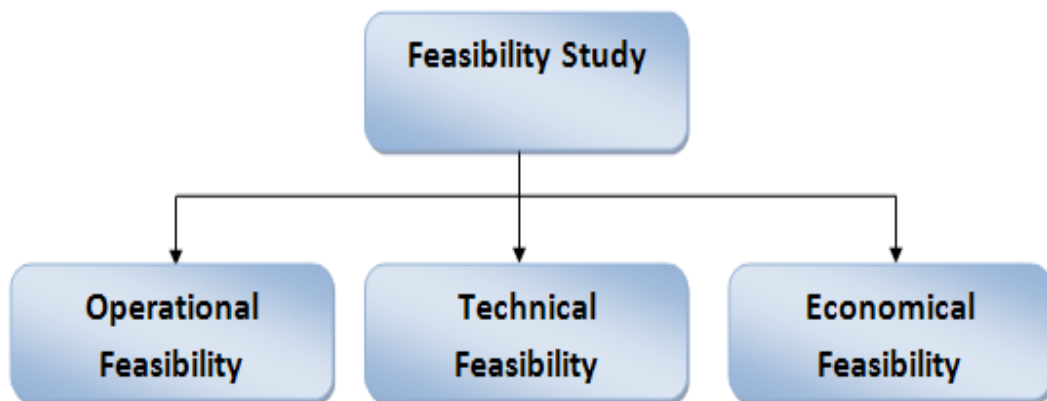 Feasibility Study
Operational
Feasibility
Technical
Feasibility
Economical
Feasibility